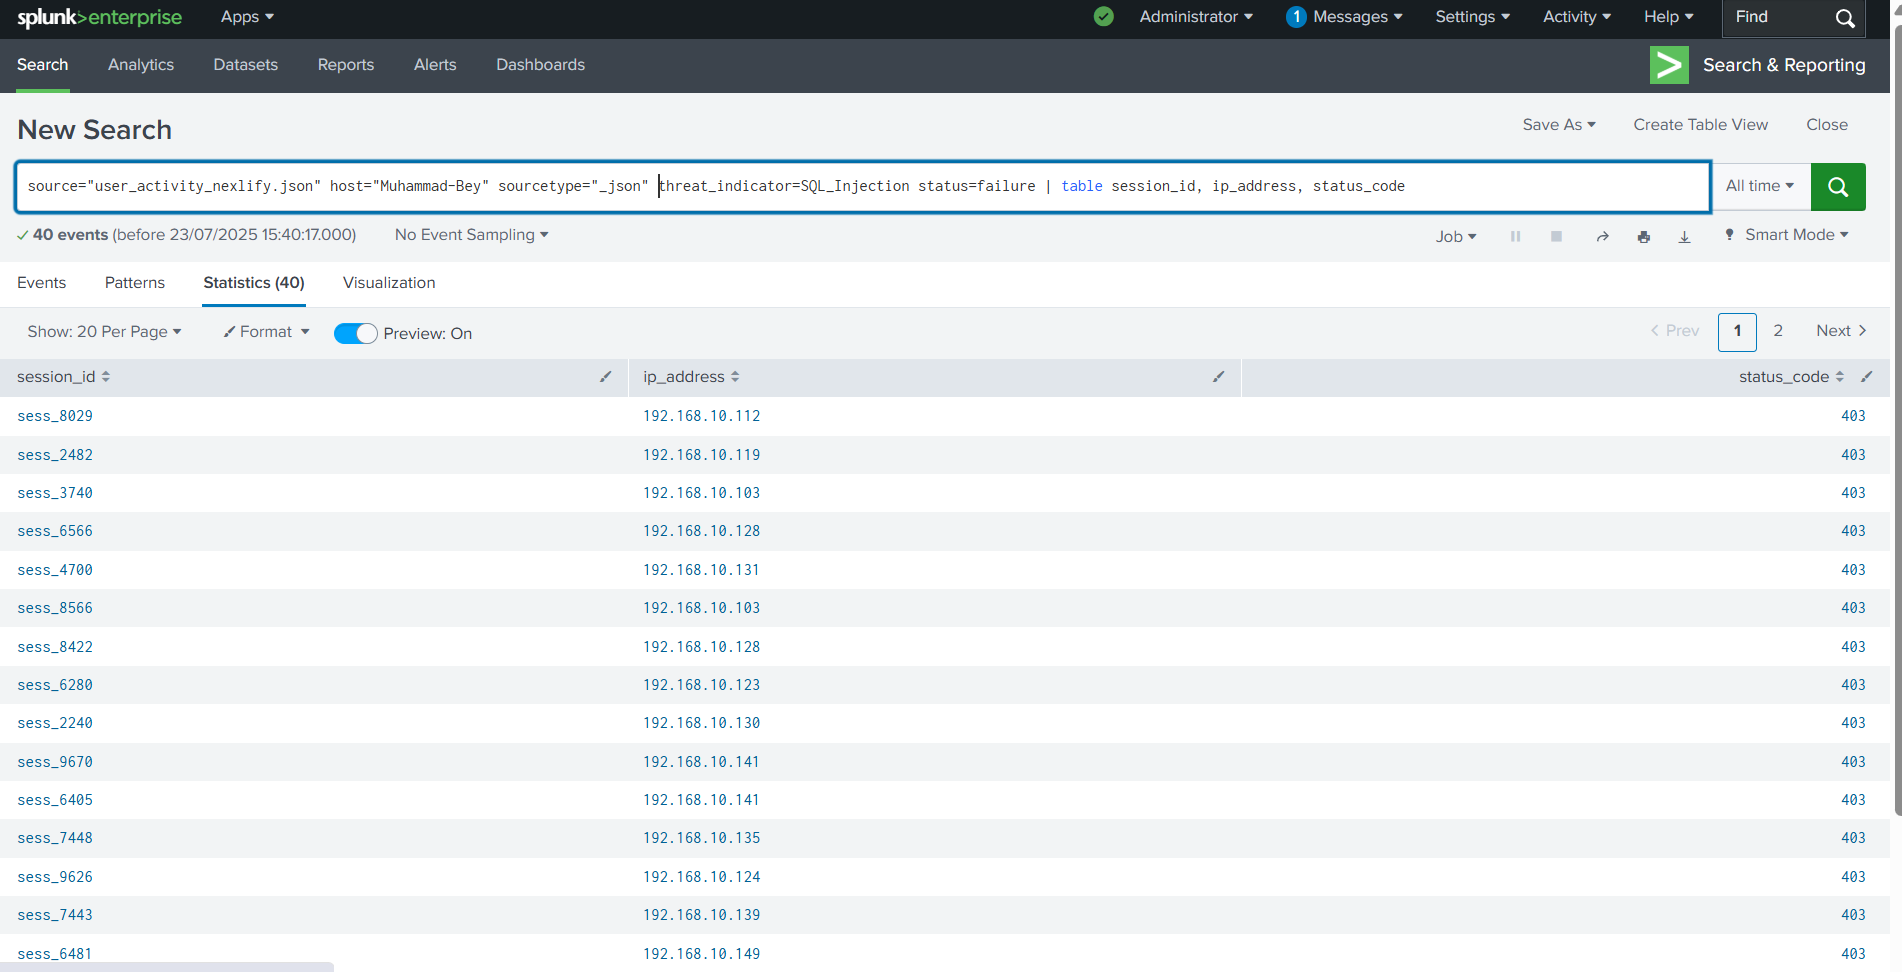 splunk>enterprise Apps Administrator 1 Messages Settings Activity Help Find
Search Analytics Datasets Reports Alerts Dashboards > Search & Reporting
New Search Save As Create Table View Close
source="user_activity_nexlify.json" host="Muhammad-Bey" sourcetype="_json" threat_indicator=SQL_Injection status=failure | table session_id, ip_address, status_code All time
40 events (before 23/07/2025 15:40:17.000) No Event Sampling Job Smart Mode
Events Patterns Statistics (40) Visualization
Show: 20 Per Page Format Preview: On < Prev 1 2 Next >
session_id ip_address status_code
sess_8029 192.168.10.112 403
sess_2482 192.168.10.119 403
sess_3740 192.168.10.103 403
sess_6566 192.168.10.128 403
sess_4700 192.168.10.131 403
sess_8566 192.168.10.103 403
sess_8422 192.168.10.128 403
sess_6280 192.168.10.123 403
sess_2240 192.168.10.130 403
sess_9670 192.168.10.141 403
sess_6405 192.168.10.141 403
sess_7448 192.168.10.135 403
sess_9626 192.168.10.124 403
sess_7443 192.168.10.139 403
sess_6481 192.168.10.149 403